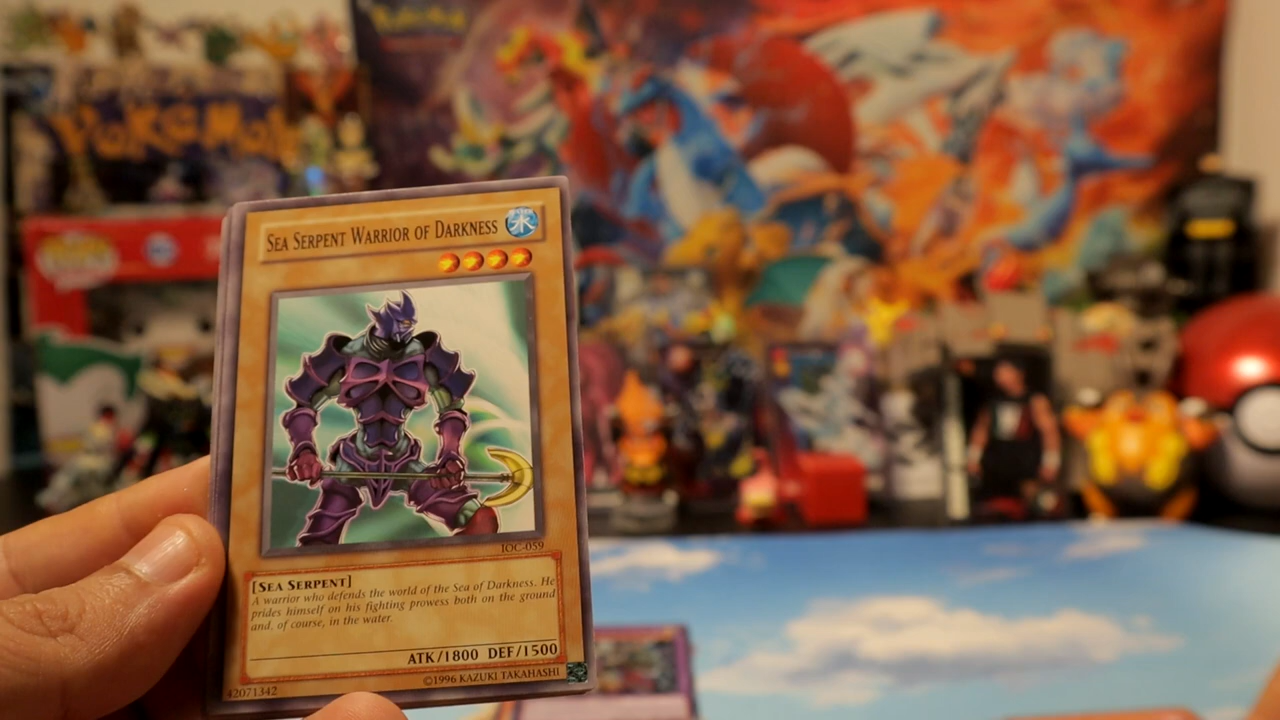 Pokémon
POKéMON
SEA SERPENT WARRIOR OF DARKNESS
水
IOC-059
[SEA SERPENT]
A warrior who defends the world of the Sea of Darkness. He
prides himself on his fighting prowess both on the ground
and, of course, in the water.
ATK/1800 DEF/1500
42071342
©1996 KAZUKI TAKAHASHI